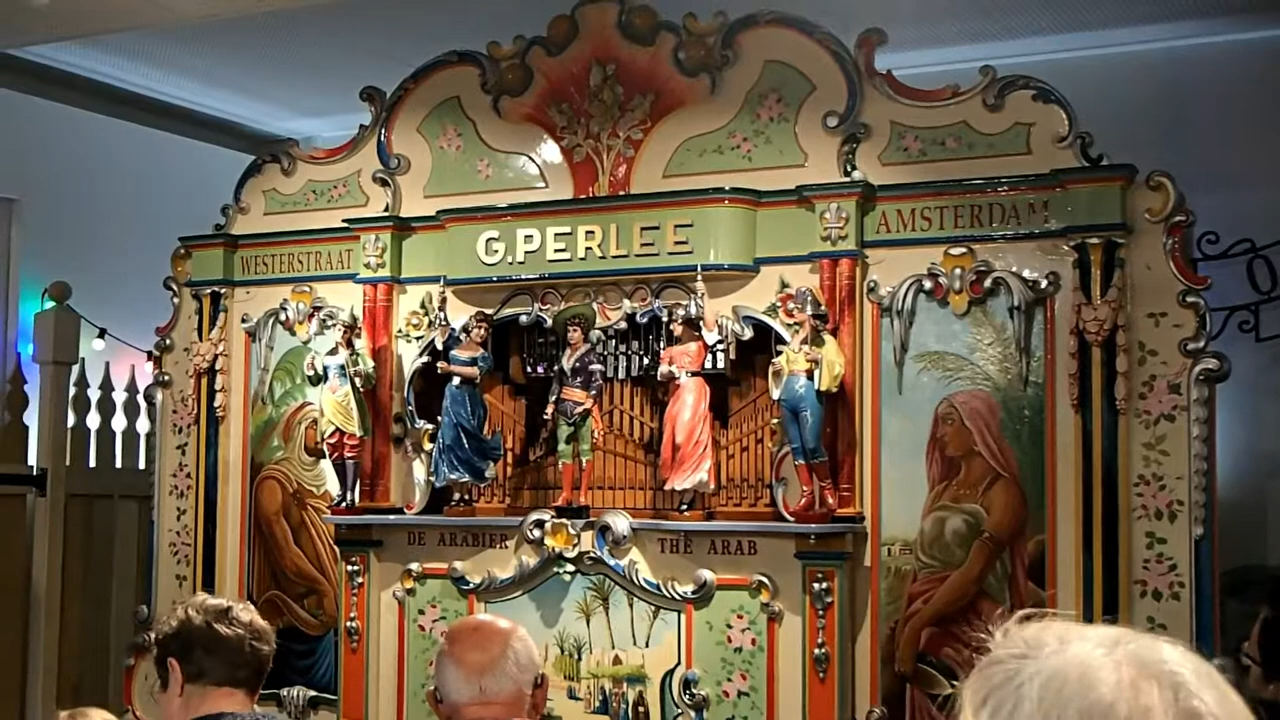 WESTERSTRAAT
G.PERLEE
AMSTERDAM
DE ARABIER
THE ARAB